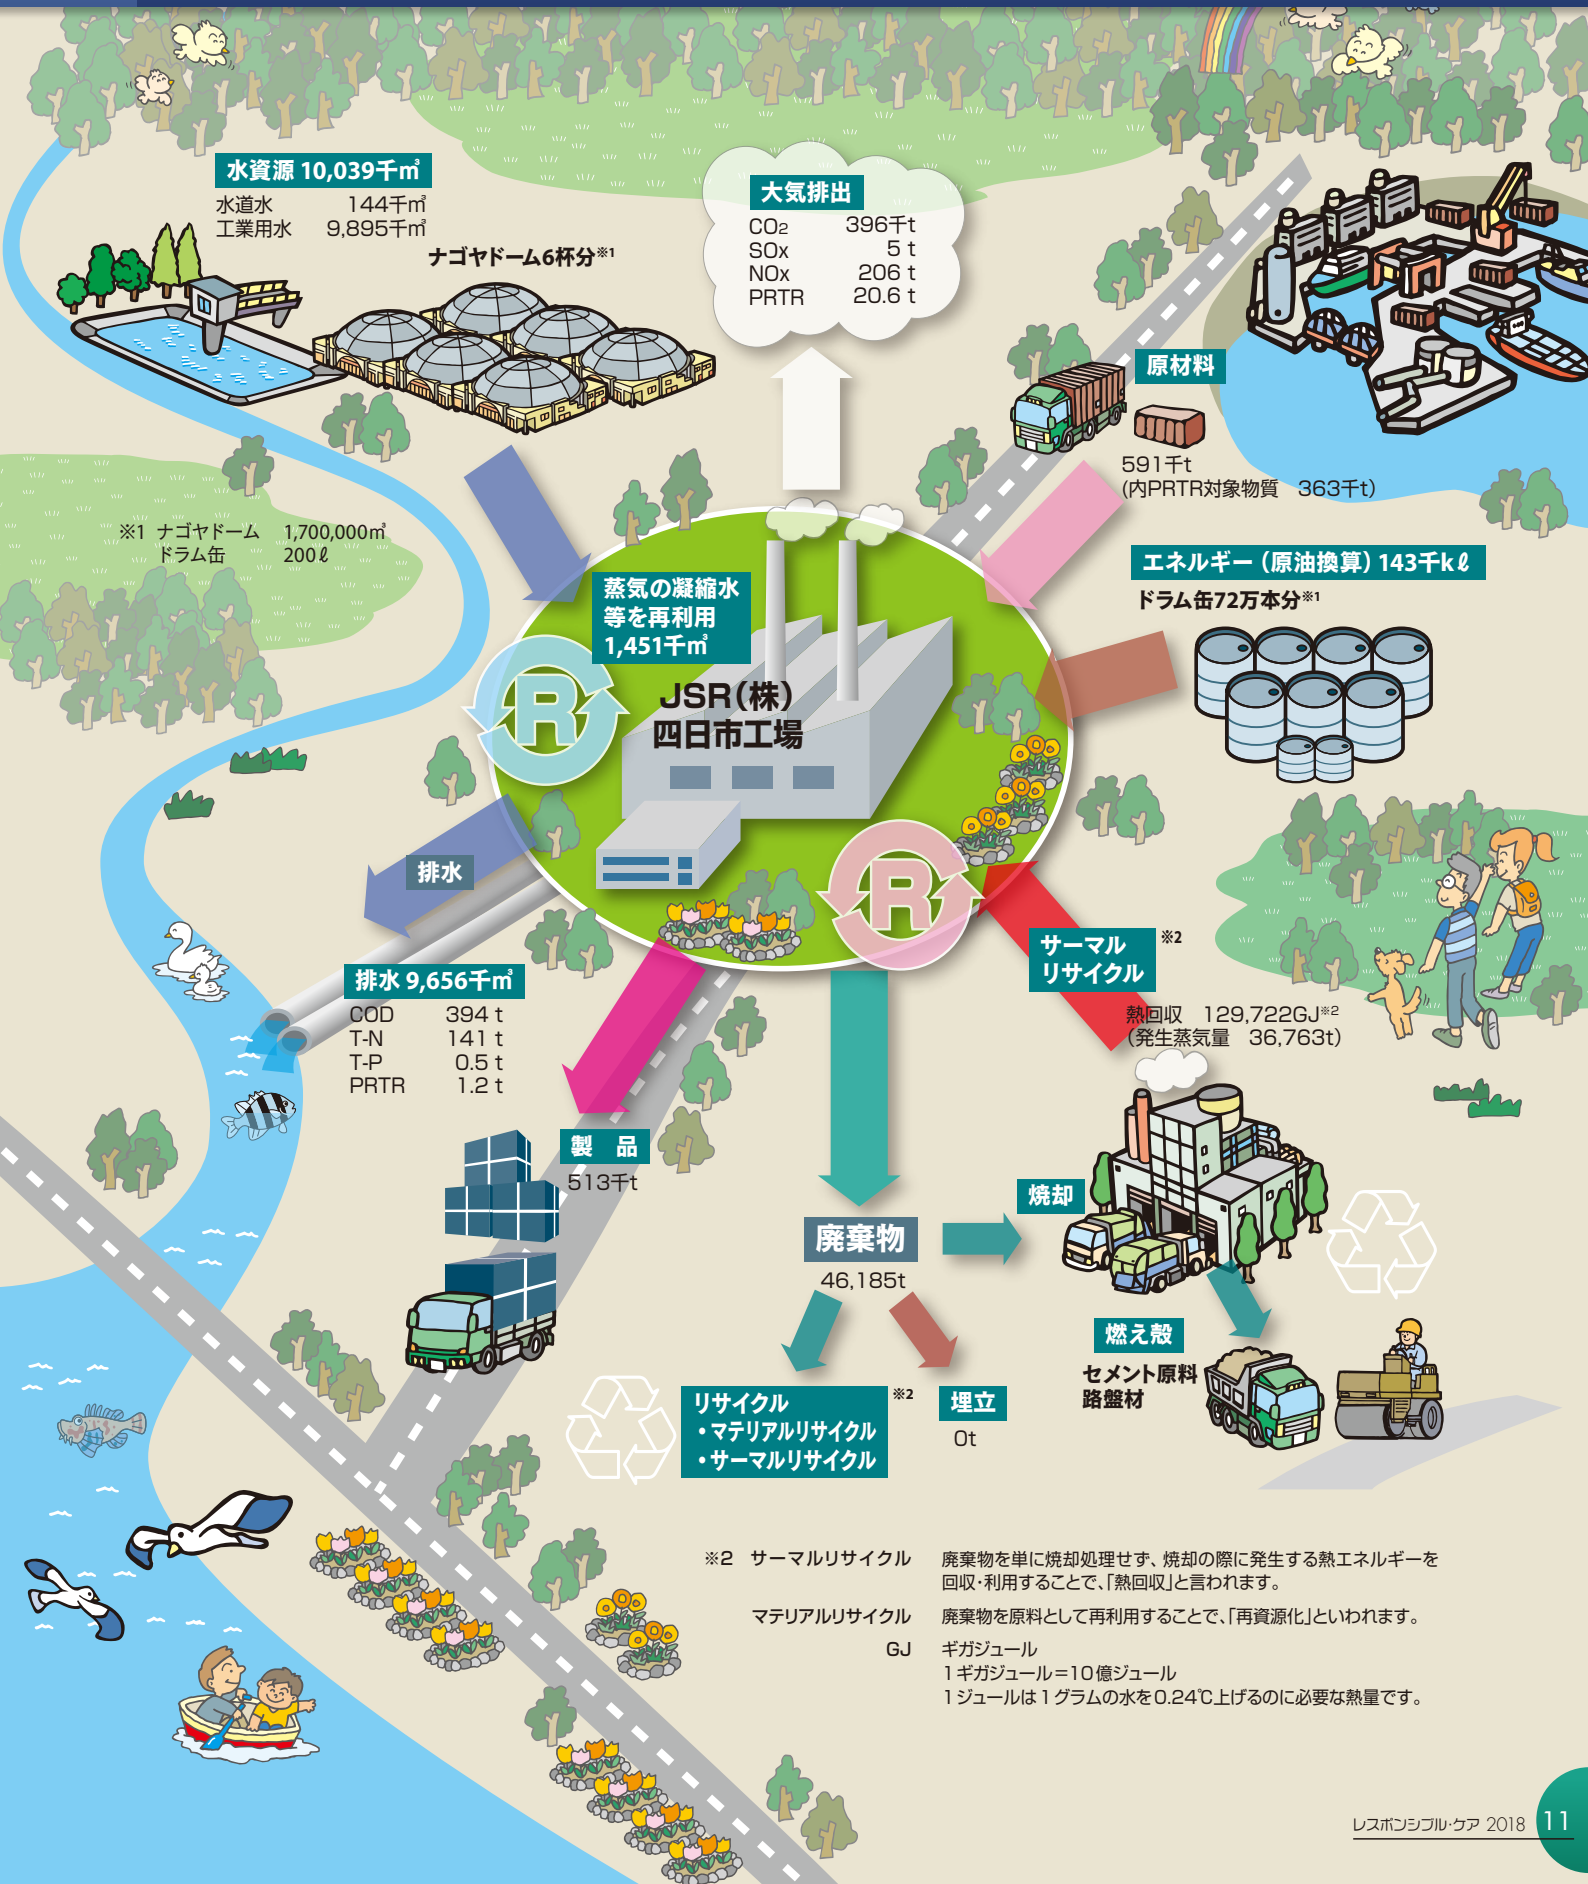 水資源 10,039千㎥
水道水 144千㎥
工業用水 9,895千㎥
ナゴヤドーム6杯分※1
大気排出
CO2 396千t
SOx 5 t
NOx 206 t
PRTR 20.6 t
原材料
591千t
(内PRTR対象物質 363千t)
※1 ナゴヤドーム 1,700,000㎥
ドラム缶 200ℓ
エネルギー（原油換算）143千kℓ
ドラム缶72万本分※1
蒸気の凝縮水
等を再利用
1,451千㎥
R
JSR（株）
四日市工場
排水
R
サーマル
リサイクル
※2
熱回収 129,722GJ※2
（発生蒸気量 36,763t）
排水 9,656千㎥
COD 394 t
T-N 141 t
T-P 0.5 t
PRTR 1.2 t
製 品
513千t
廃棄物
46,185t
焼却
燃え殻
セメント原料
路盤材
リサイクル
・マテリアルリサイクル
・サーマルリサイクル
※2
埋立
0t
※2 サーマルリサイクル 廃棄物を単に焼却処理せず、焼却の際に発生する熱エネルギーを
回収・利用することで、「熱回収」と言われます。
マテリアルリサイクル 廃棄物を原料として再利用することで、「再資源化」といわれます。
GJ ギガジュール
1ギガジュール＝10億ジュール
1ジュールは1グラムの水を0.24℃上げるのに必要な熱量です。
レスポンシブル・ケア 2018 11